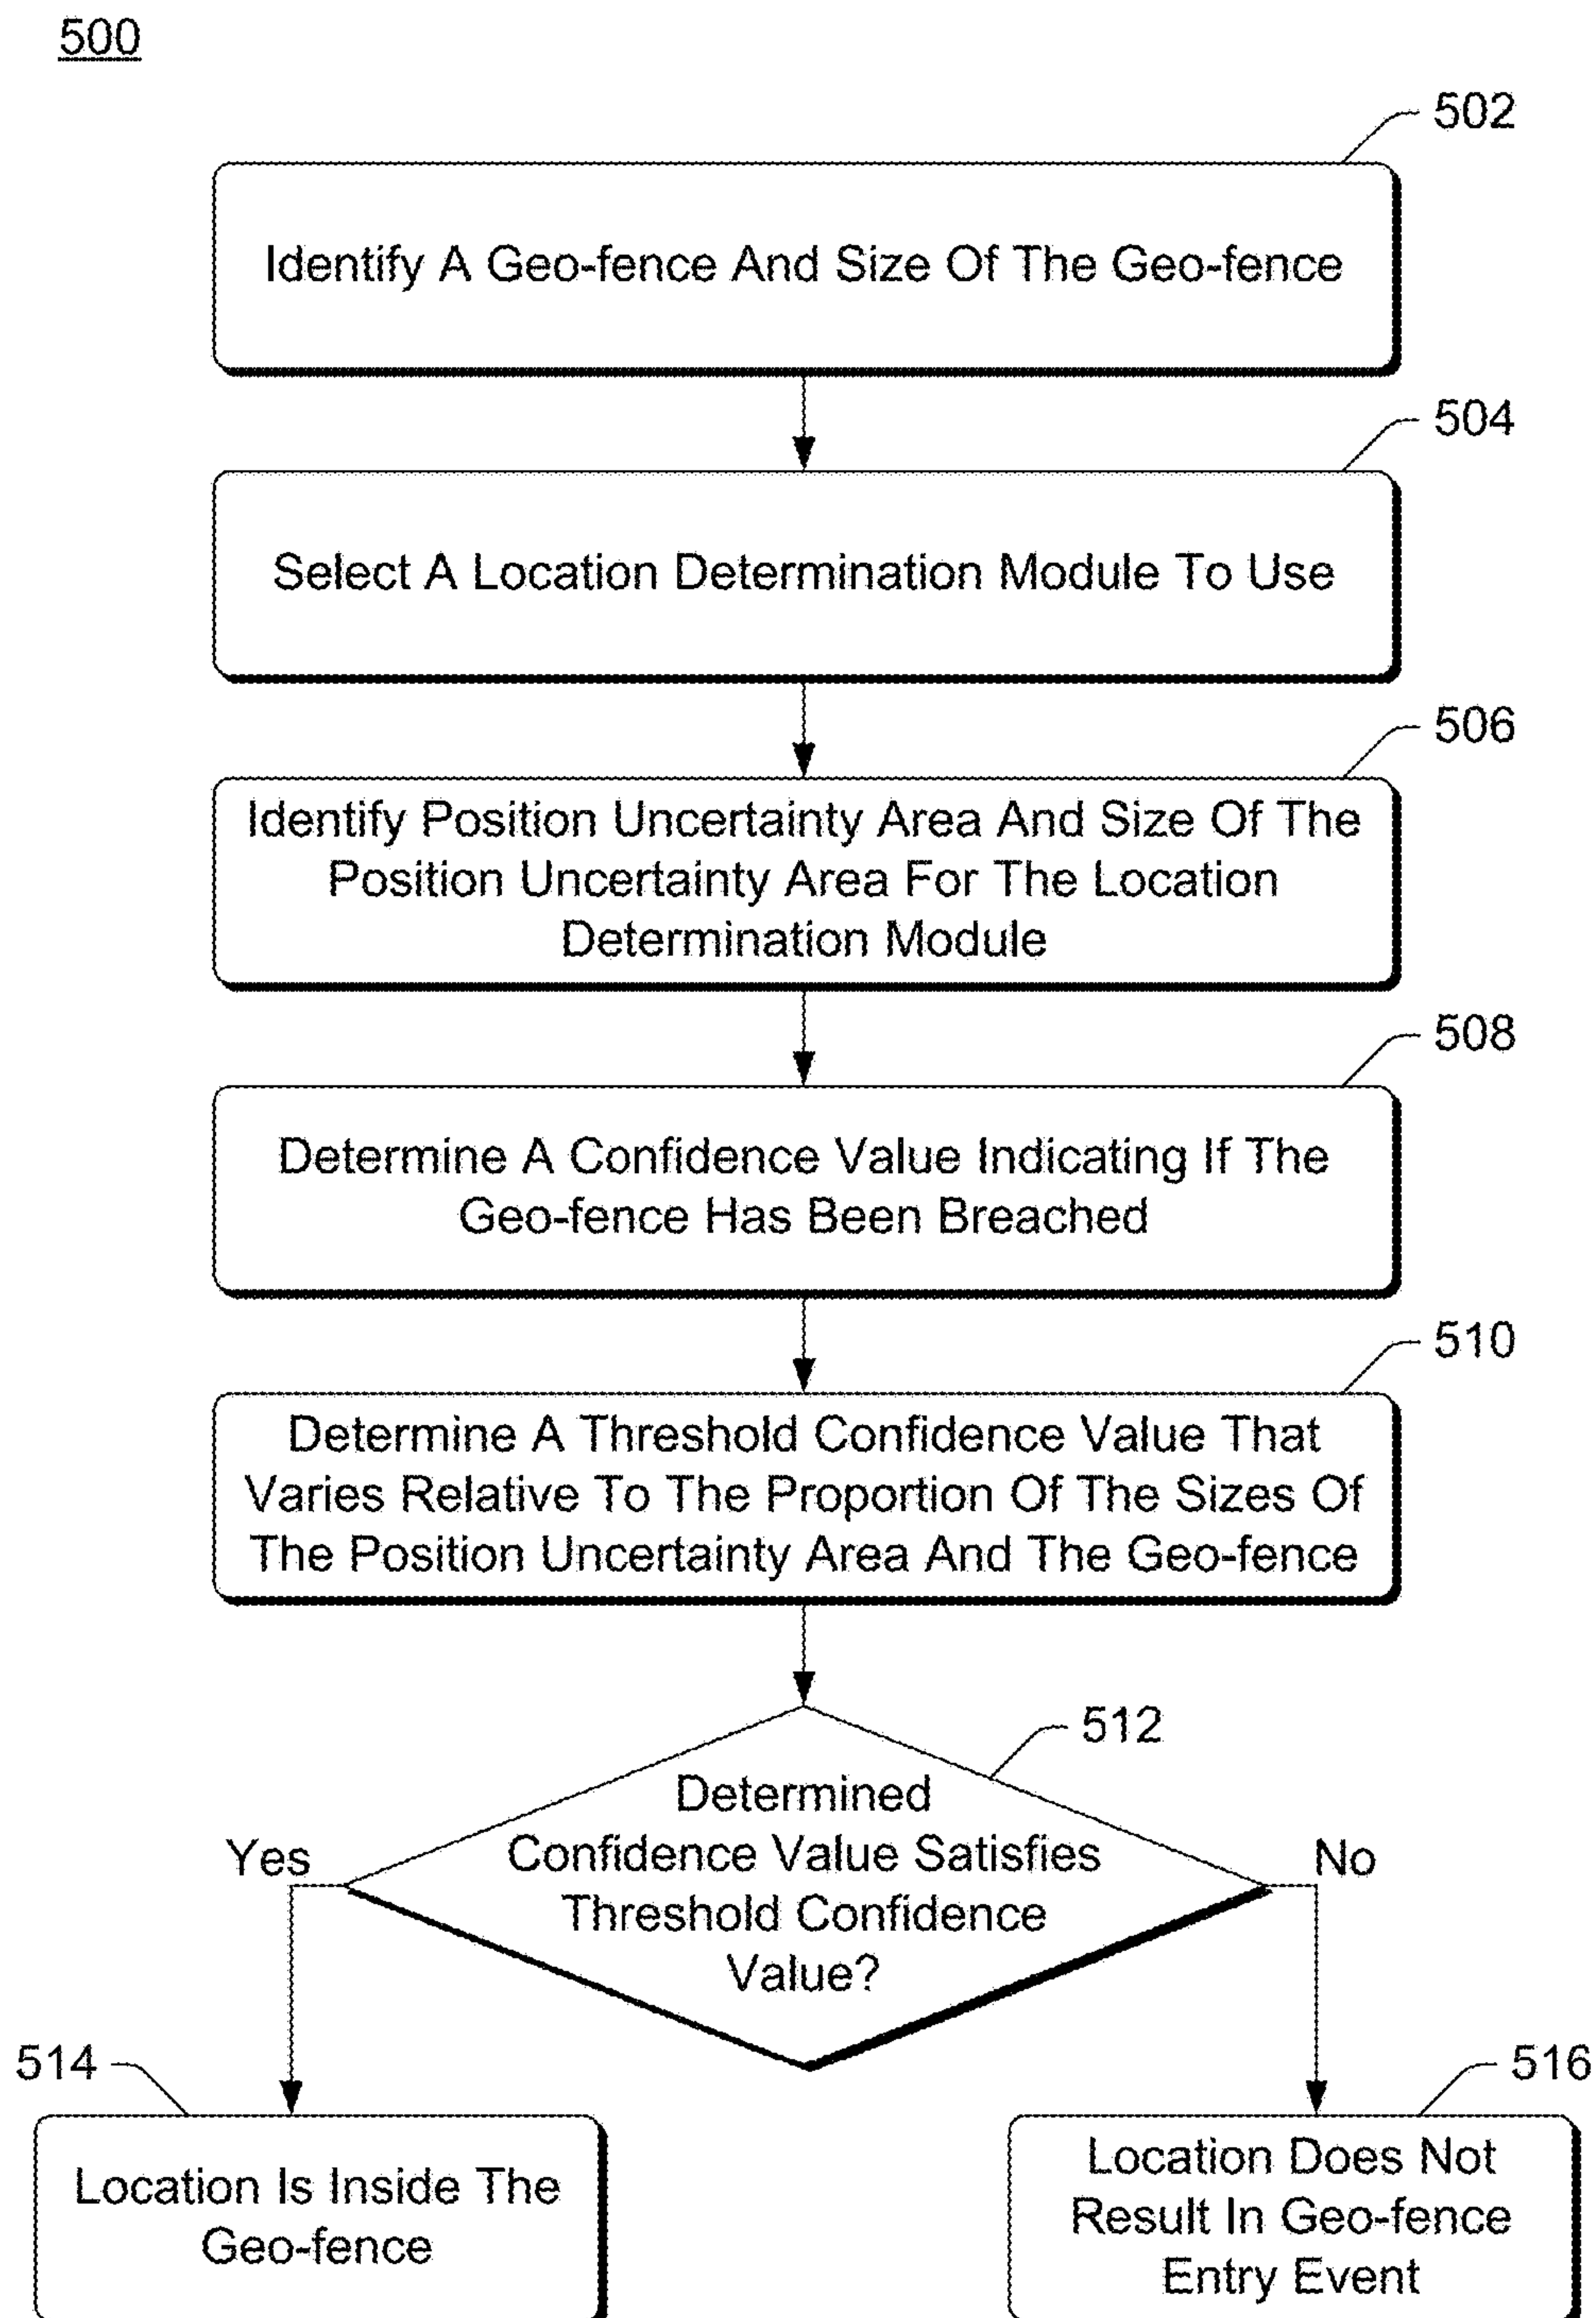 500
502
Identify A Geo-fence And Size Of The Geo-fence
504
Select A Location Determination Module To Use
506
Identify Position Uncertainty Area And Size Of The
Position Uncertainty Area For The Location
Determination Module
508
Determine A Confidence Value Indicating If The
Geo-fence Has Been Breached
510
Determine A Threshold Confidence Value That
Varies Relative To The Proportion Of The Sizes Of
The Position Uncertainty Area And The Geo-fence
512
Determined
Confidence Value Satisfies
Threshold Confidence
Value?
Yes
No
514
Location Is Inside The
Geo-fence
516
Location Does Not
Result In Geo-fence
Entry Event